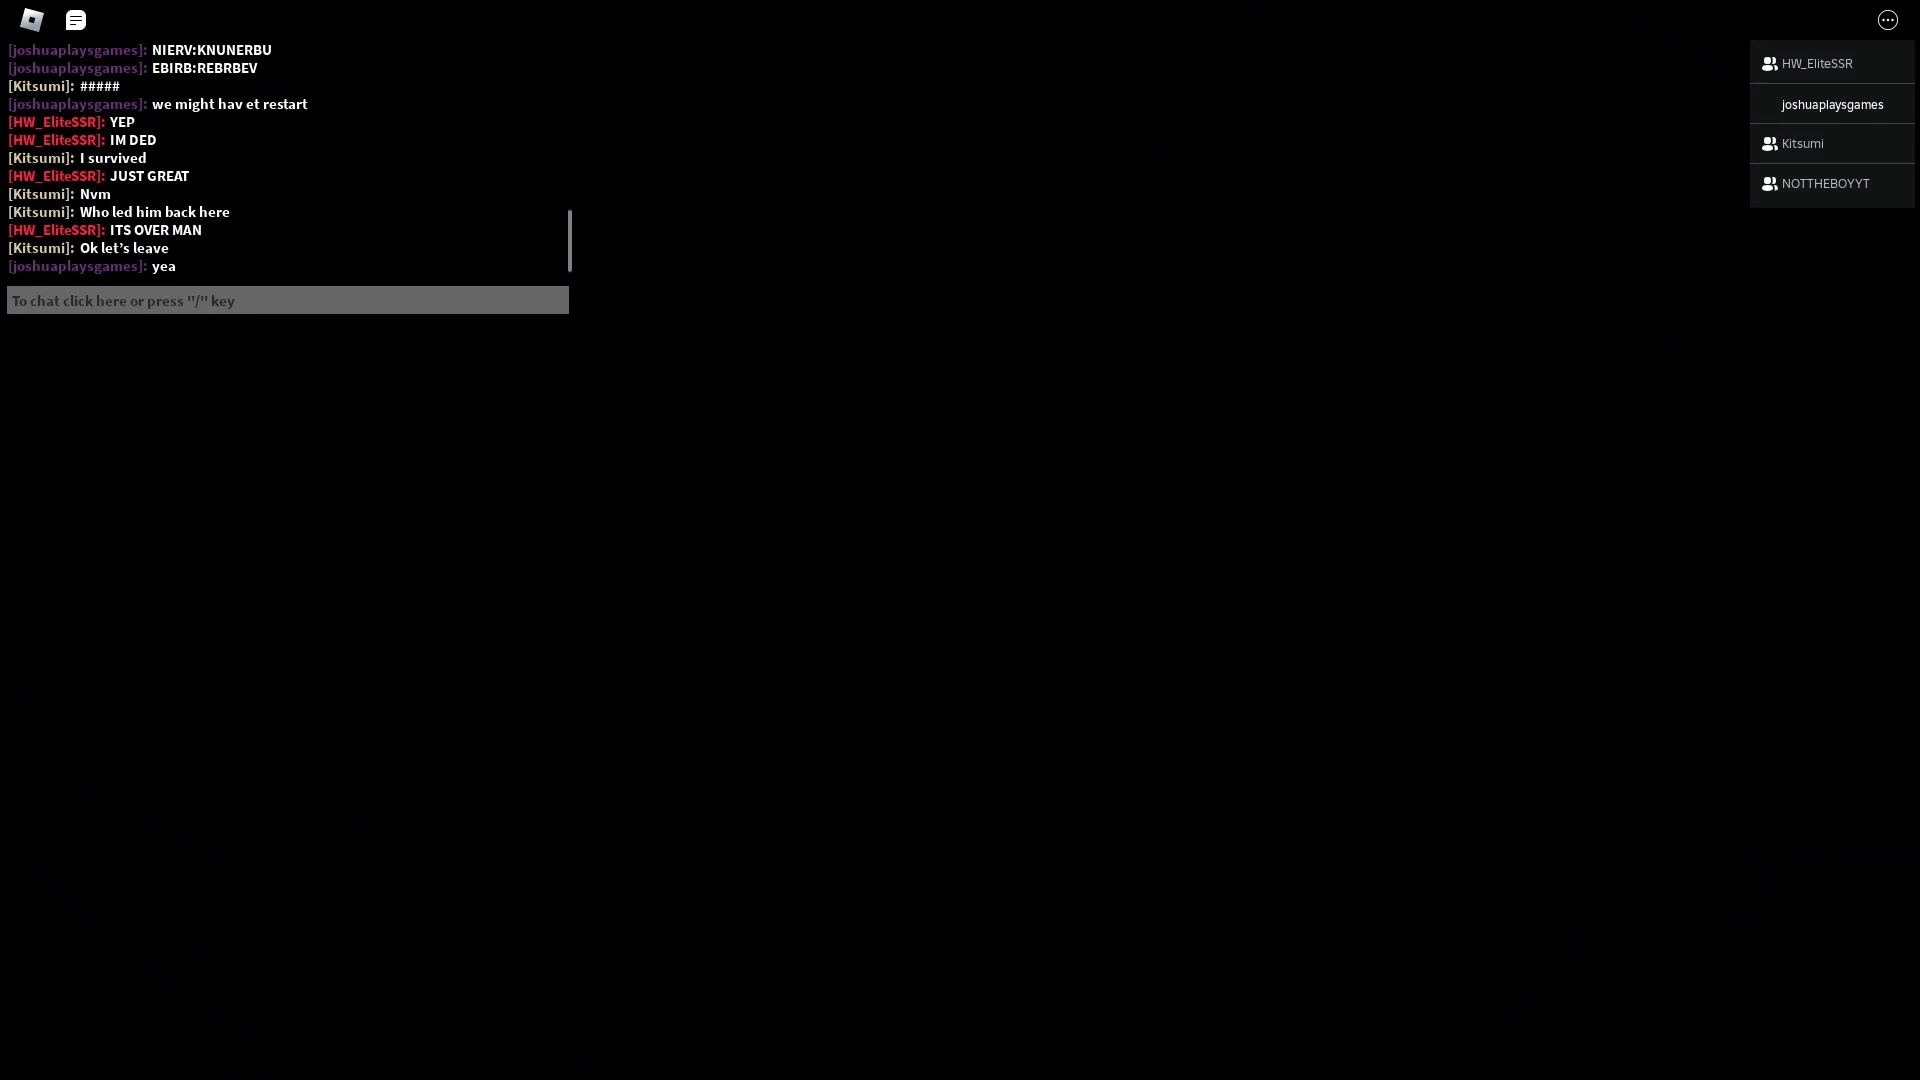 [joshuaplaysgames]: NIERV:KNUNERBU
[joshuaplaysgames]: EBIRB:REBRBEV
[Kitsumi]: #####
[joshuaplaysgames]: we might hav et restart
[HW_EliteSSR]: YEP
[HW_EliteSSR]: IM DED
[Kitsumi]: I survived
[HW_EliteSSR]: JUST GREAT
[Kitsumi]: Nvm
[Kitsumi]: Who led him back here
[HW_EliteSSR]: ITS OVER MAN
[Kitsumi]: Ok let’s leave
[joshuaplaysgames]: yea
To chat click here or press "/" key
HW_EliteSSR
joshuaplaysgames
Kitsumi
NOTTHEBOYYT